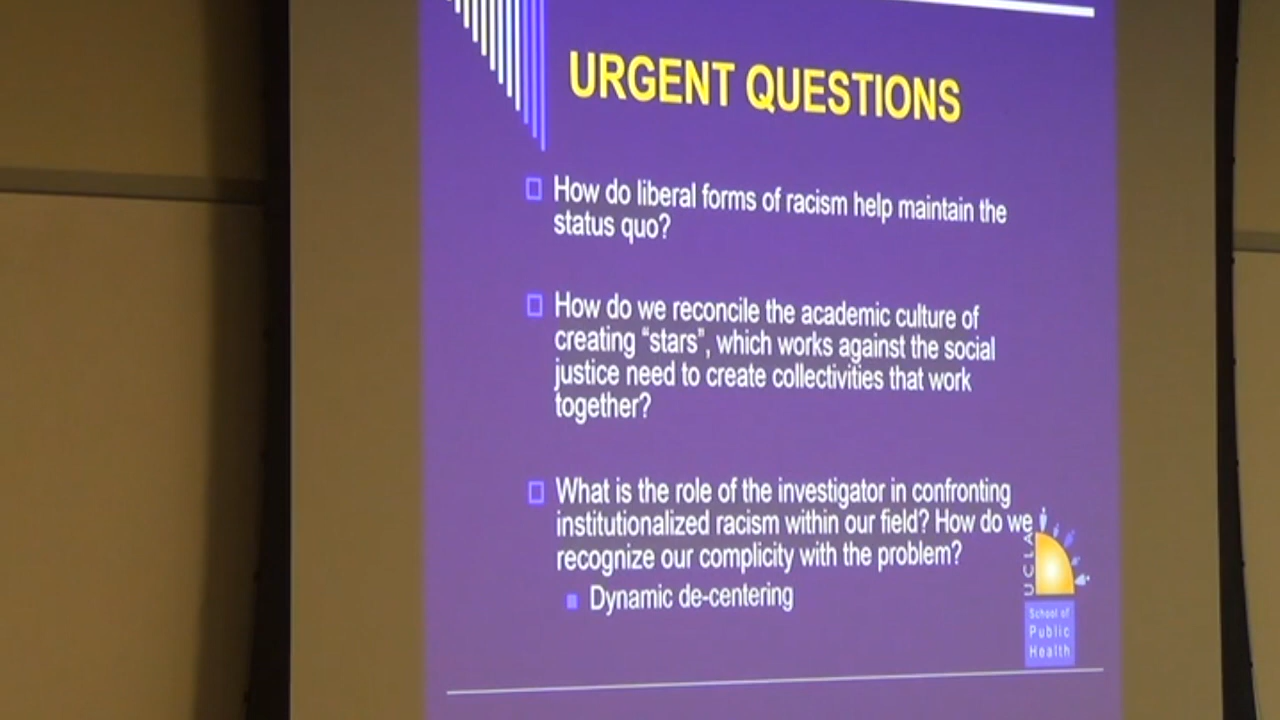 URGENT QUESTIONS
How do liberal forms of racism help maintain the
status quo?
How do we reconcile the academic culture of
creating “stars”, which works against the social
justice need to create collectivities that work
together?
What is the role of the investigator in confronting
institutionalized racism within our field? How do we
recognize our complicity with the problem?
Dynamic de-centering
UCLA
School of
Public
Health